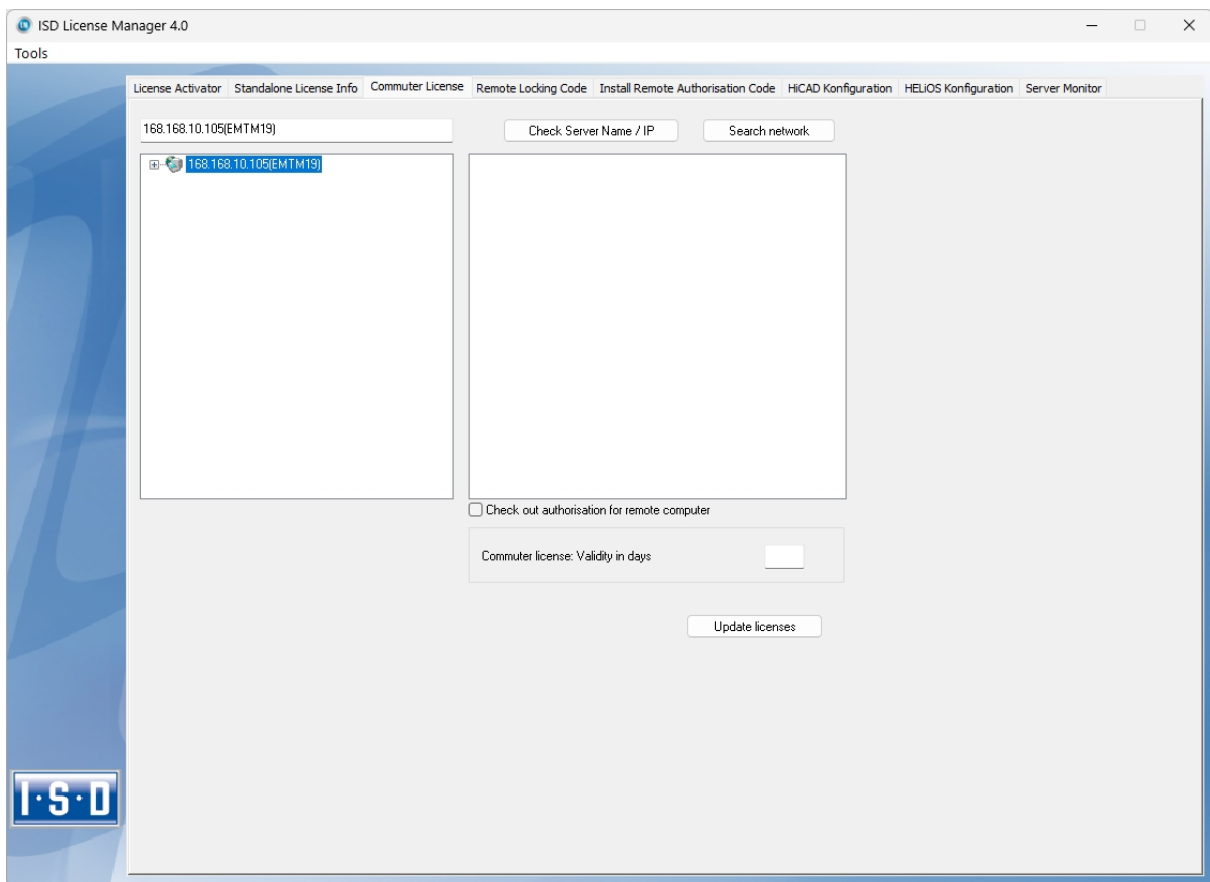 ISD License Manager 4.0
Tools
License Activator Standalone License Info Commuter License Remote Locking Code Install Remote Authorisation Code HiCAD Konfiguration HELiOS Konfiguration Server Monitor
168.168.10.105(EMTM19) Check Server Name / IP Search network
168.168.10.105(EMTM19)
Check out authorisation for remote computer
Commuter license: Validity in days
Update licenses
I·S·D